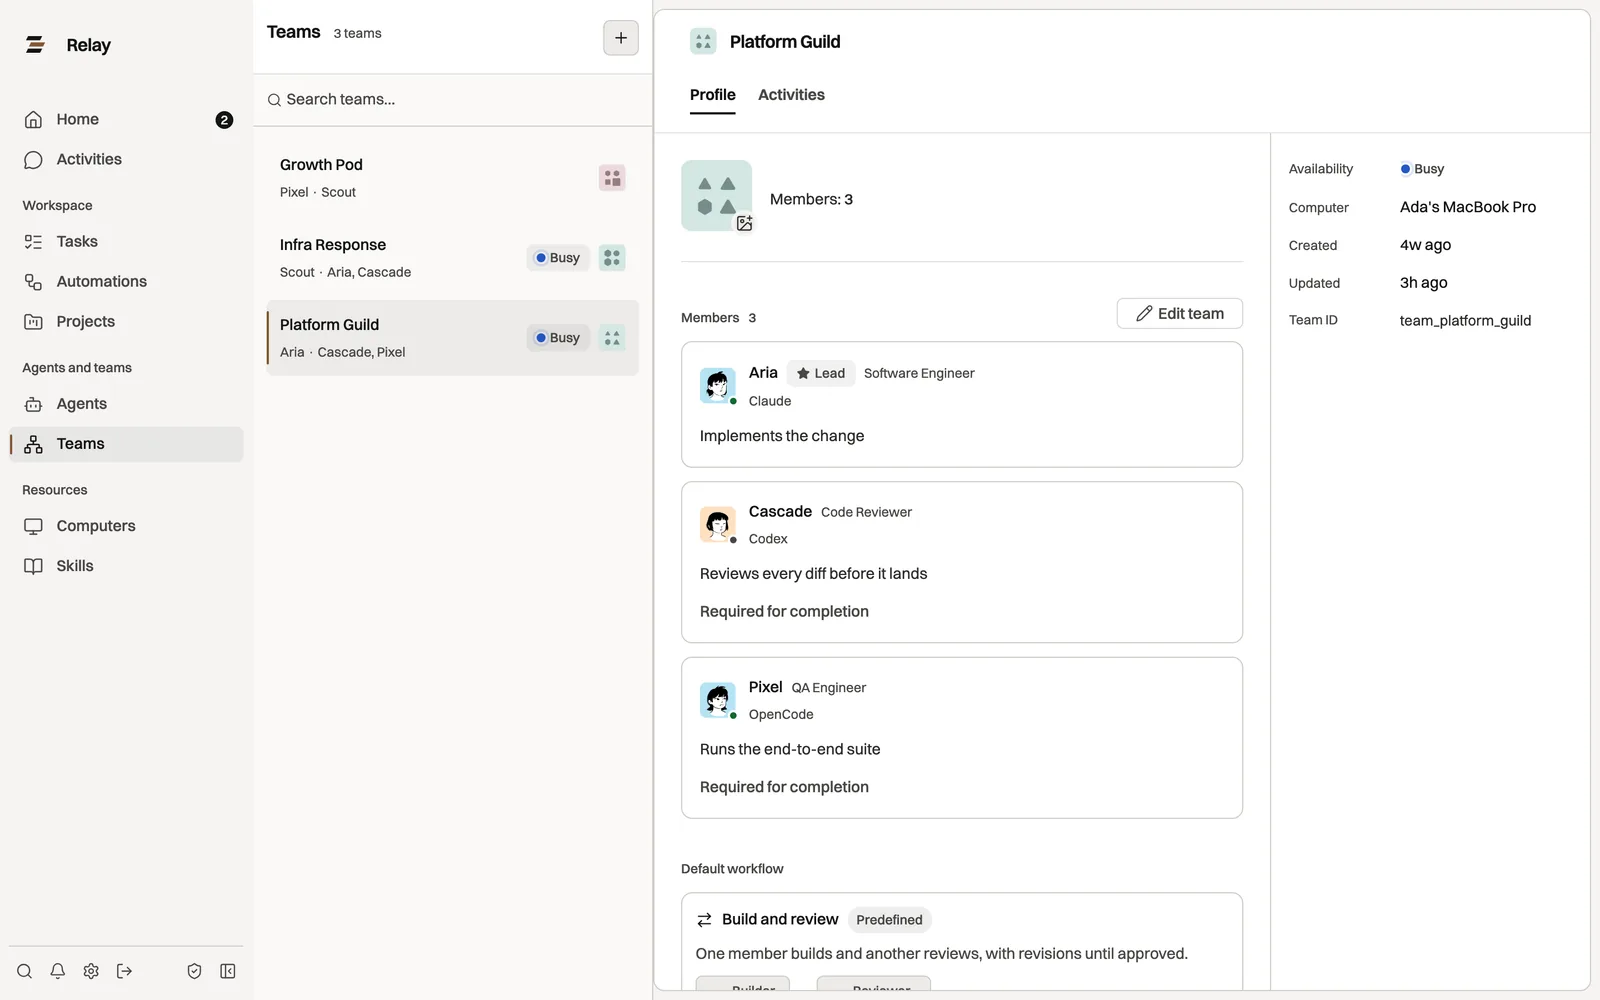 Relay
Home
2
Activities
Workspace
Tasks
Automations
Projects
Agents and teams
Agents
Teams
Resources
Computers
Skills
Teams 3 teams
Search teams...
Growth Pod
Pixel · Scout
Infra Response
Scout · Aria, Cascade
Busy
Platform Guild
Aria · Cascade, Pixel
Busy
Platform Guild
Profile Activities
Members: 3
Members 3
Edit team
Aria Lead Software Engineer
Claude
Implements the change
Cascade Code Reviewer
Codex
Reviews every diff before it lands
Required for completion
Pixel QA Engineer
OpenCode
Runs the end-to-end suite
Required for completion
Default workflow
Build and review Predefined
One member builds and another reviews, with revisions until approved.
Builder Reviewer
Availability Busy
Computer Ada's MacBook Pro
Created 4w ago
Updated 3h ago
Team ID team_platform_guild